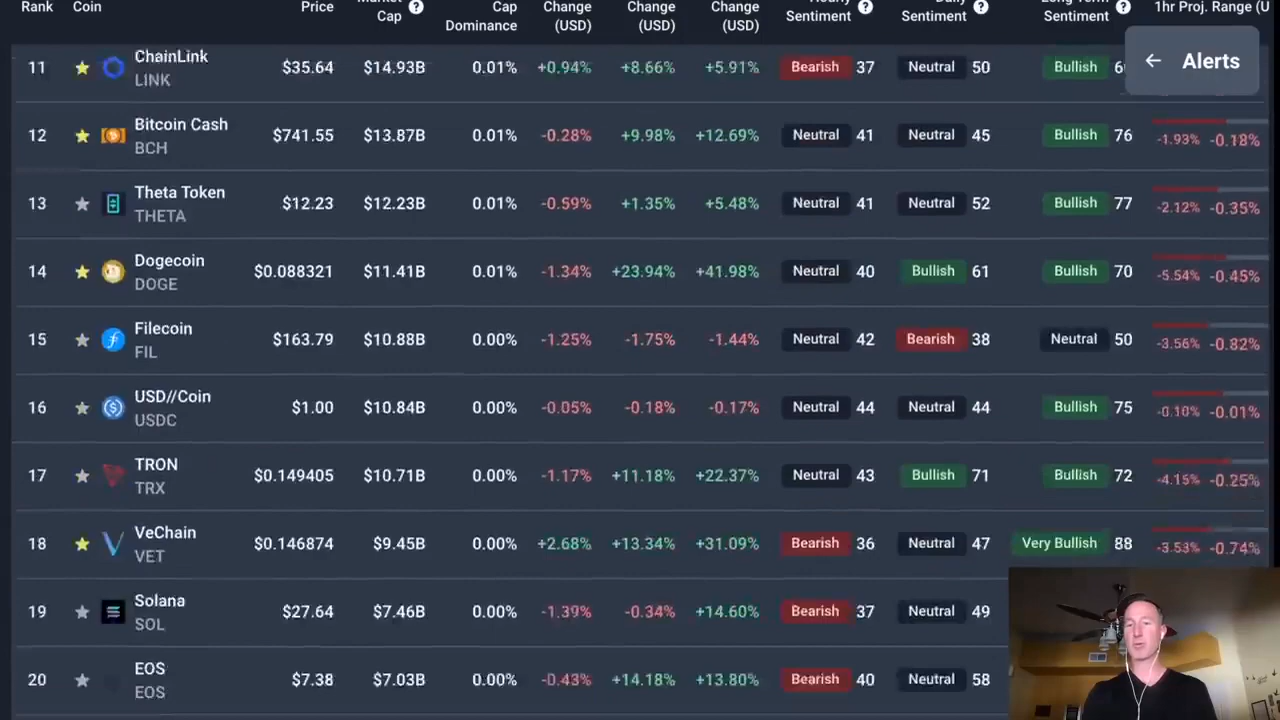 Rank Coin Price Market Cap Cap Dominance Change (USD) Change (USD) Change (USD) Hourly Sentiment Daily Sentiment Long Term Sentiment 1hr Proj. Range (U
← Alerts
11 ChainLink LINK $35.64 $14.93B 0.01% +0.94% +8.66% +5.91% Bearish 37 Neutral 50 Bullish
12 Bitcoin Cash BCH $741.55 $13.87B 0.01% -0.28% +9.98% +12.69% Neutral 41 Neutral 45 Bullish 76 -1.93% -0.18%
13 Theta Token THETA $12.23 $12.23B 0.01% -0.59% +1.35% +5.48% Neutral 41 Neutral 52 Bullish 77 -2.12% -0.35%
14 Dogecoin DOGE $0.088321 $11.41B 0.01% -1.34% +23.94% +41.98% Neutral 40 Bullish 61 Bullish 70 -5.54% -0.45%
15 Filecoin FIL $163.79 $10.88B 0.00% -1.25% -1.75% -1.44% Neutral 42 Bearish 38 Neutral 50 -3.56% -0.82%
16 USD//Coin USDC $1.00 $10.84B 0.00% -0.05% -0.18% -0.17% Neutral 44 Neutral 44 Bullish 75 -0.10% -0.01%
17 TRON TRX $0.149405 $10.71B 0.00% -1.17% +11.18% +22.37% Neutral 43 Bullish 71 Bullish 72 -4.15% -0.25%
18 VeChain VET $0.146874 $9.45B 0.00% +2.68% +13.34% +31.09% Bearish 36 Neutral 47 Very Bullish 88 -3.53% -0.74%
19 Solana SOL $27.64 $7.46B 0.00% -1.39% -0.34% +14.60% Bearish 37 Neutral 49
20 EOS EOS $7.38 $7.03B 0.00% -0.43% +14.18% +13.80% Bearish 40 Neutral 58